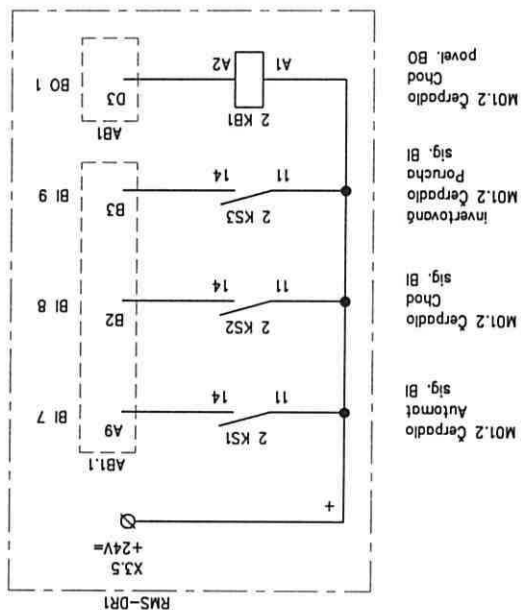 RMS-DR1
X3.5
+24V=
+
M01.2 Čerpadlo
Automat
sig. BI
11
2 KS1
14
AB1.1
A9
BI 7
M01.2 Čerpadlo
Chod
sig. BI
11
2 KS2
14
B2
BI 8
invertovaná
M01.2 Čerpadlo
Porucha
sig. BI
11
2 KS3
14
B3
BI 9
M01.2 Čerpadlo
Chod
povel. BO
A1
2 KB1
A2
AB1
D3
BO 1